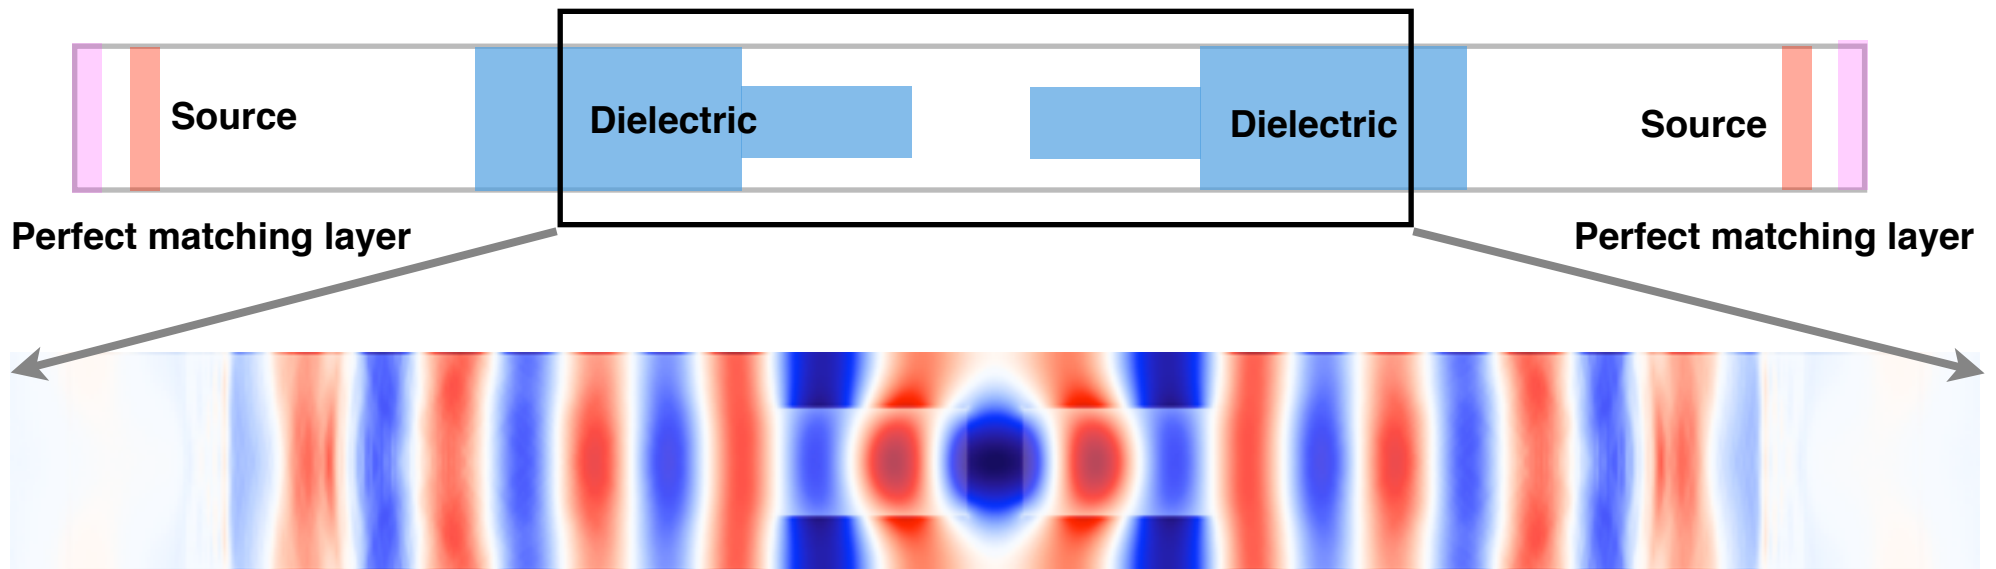 Source
Dielectric
Dielectric
Source
Perfect matching layer
Perfect matching layer